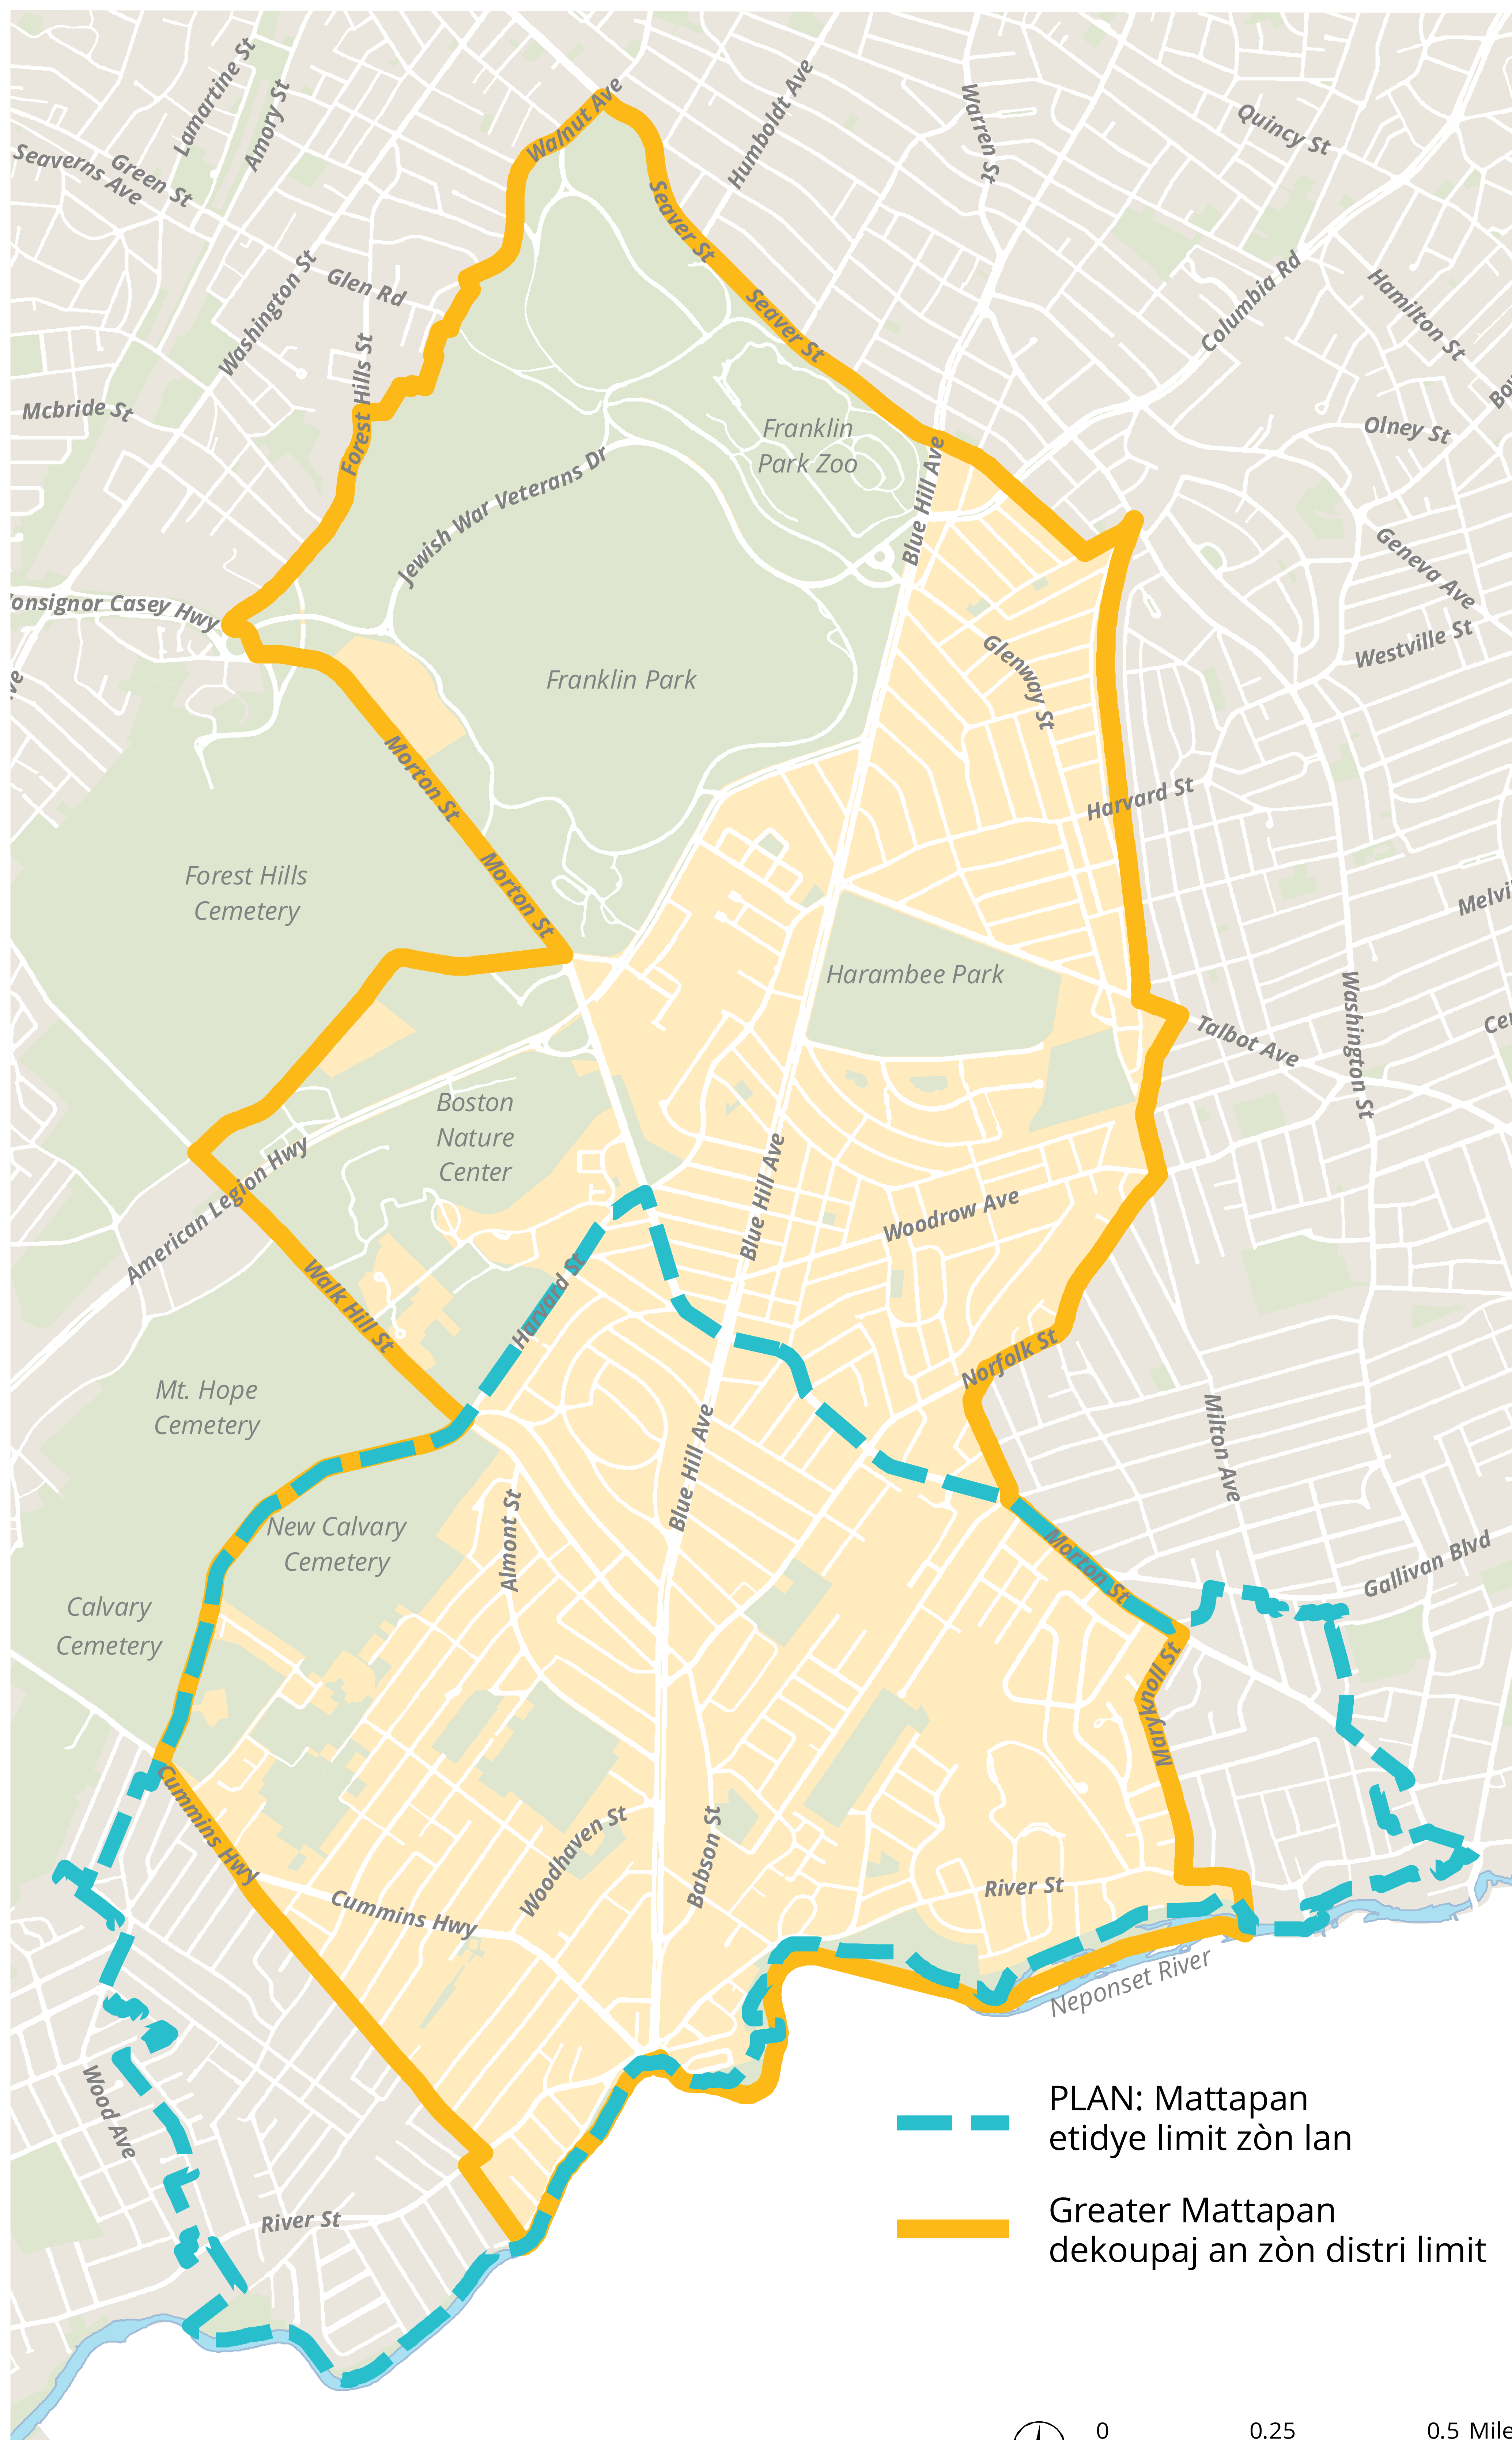 Lamartine St
Amory St
Seaverns Ave
Green St
Walnut Ave
Humboldt Ave
Warren St
Quincy St
Seaver St
Seaver St
Washington St
Glen Rd
Columbia Rd
Hamilton St
Forest Hills St
Mcbride St
Olney St
Franklin
Park Zoo
Blue Hill Ave
Jewish War Veterans Dr
Geneva Ave
onsignor Casey Hwy
Westville St
Glenway St
Franklin Park
Morton St
Harvard St
Forest Hills
Cemetery
Morton St
Harambee Park
Talbot Ave
Washington St
Boston
Nature
Center
American Legion Hwy
Blue Hill Ave
Woodrow Ave
Walk Hill St
Harvard St
Norfolk St
Mt. Hope
Cemetery
Milton Ave
Blue Hill Ave
New Calvary
Cemetery
Almont St
Morton St
Gallivan Blvd
Calvary
Cemetery
Maryknoll St
Cummins Hwy
Woodhaven St
Babson St
River St
Cummins Hwy
Neponset River
Wood Ave
River St
PLAN: Mattapan
etidye limit zòn lan
Greater Mattapan
dekoupaj an zòn distri limit
0 0.25 0.5 Mile